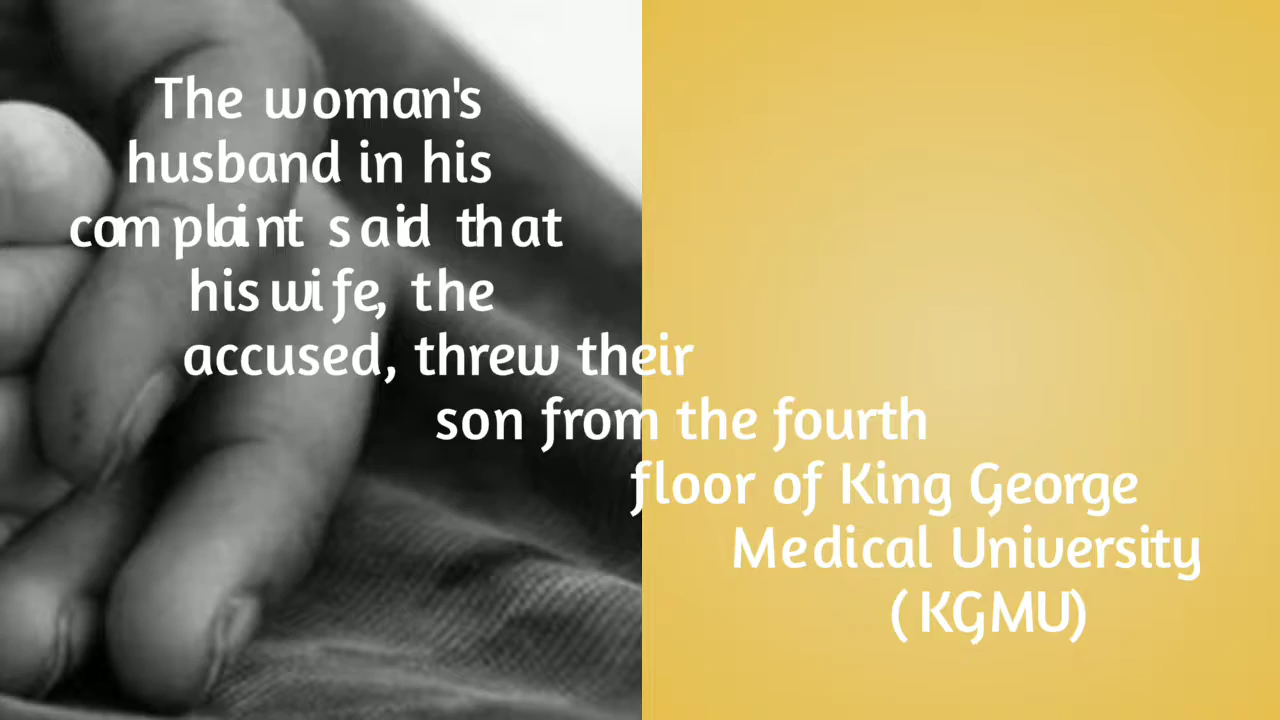 The woman's
husband in his
complaint said that
his wife, the
accused, threw their
son from the fourth
floor of King George
Medical University
(KGMU)